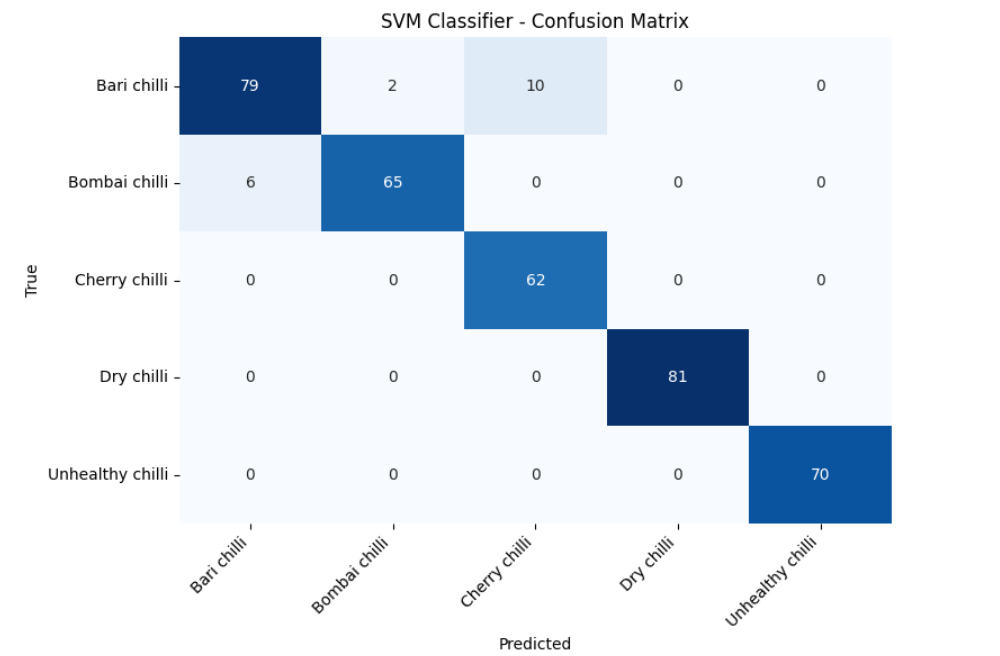 SVM Classifier - Confusion Matrix
Bari chilli 79 2 10 0 0
Bombai chilli 6 65 0 0 0
True
Cherry chilli 0 0 62 0 0
Dry chilli 0 0 0 81 0
Unhealthy chilli 0 0 0 0 70
Bari chilli Bombai chilli Cherry chilli Dry chilli Unhealthy chilli
Predicted